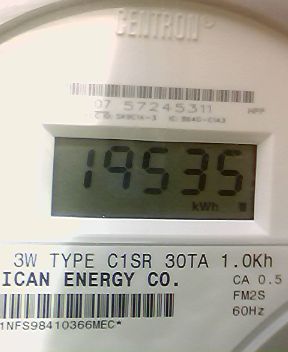 CENTRON®
07 57245311
19535
kWh
3W TYPE C1SR 30TA 1.0Kh
ICAN ENERGY CO. CA 0.5
FM2S
1NFS98410366MEC* 60Hz